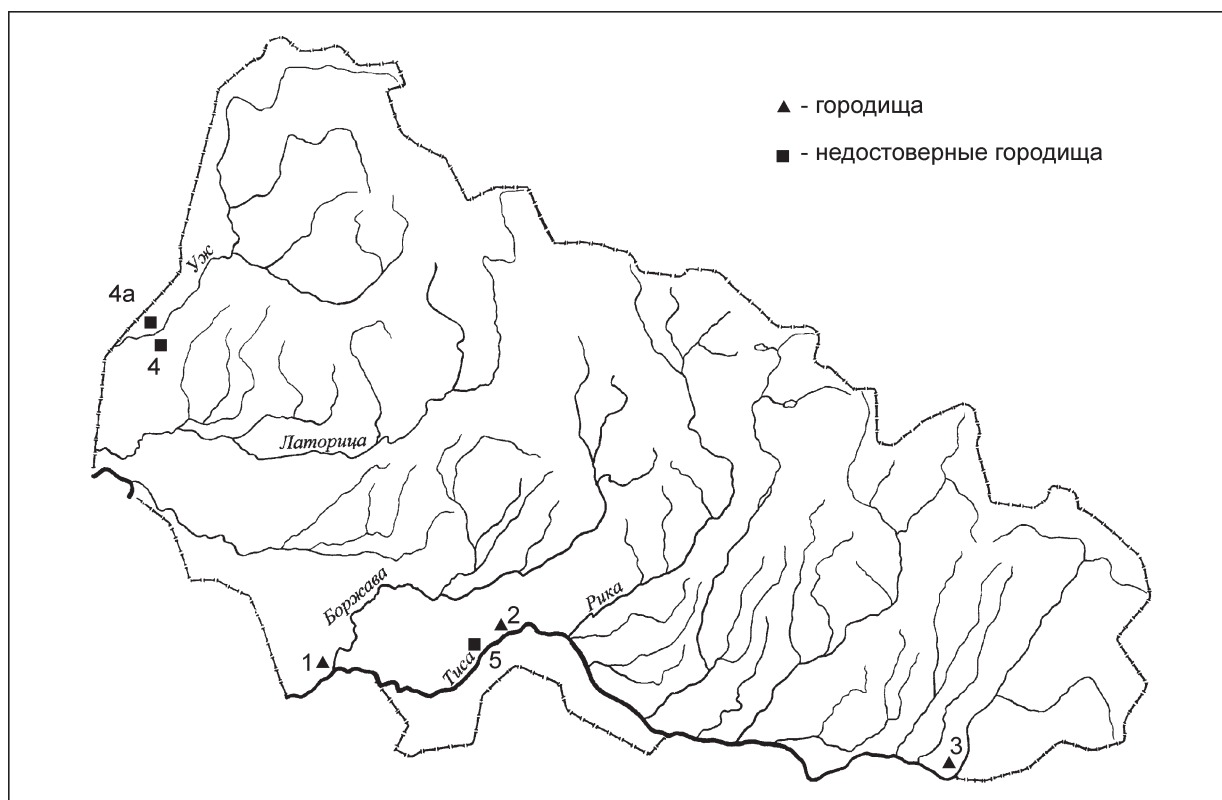 ▲ - городища
■ - недостоверные городища
Уж
4а
4
Латорица
Боржава
Рика
2
1
Тиса
5
3